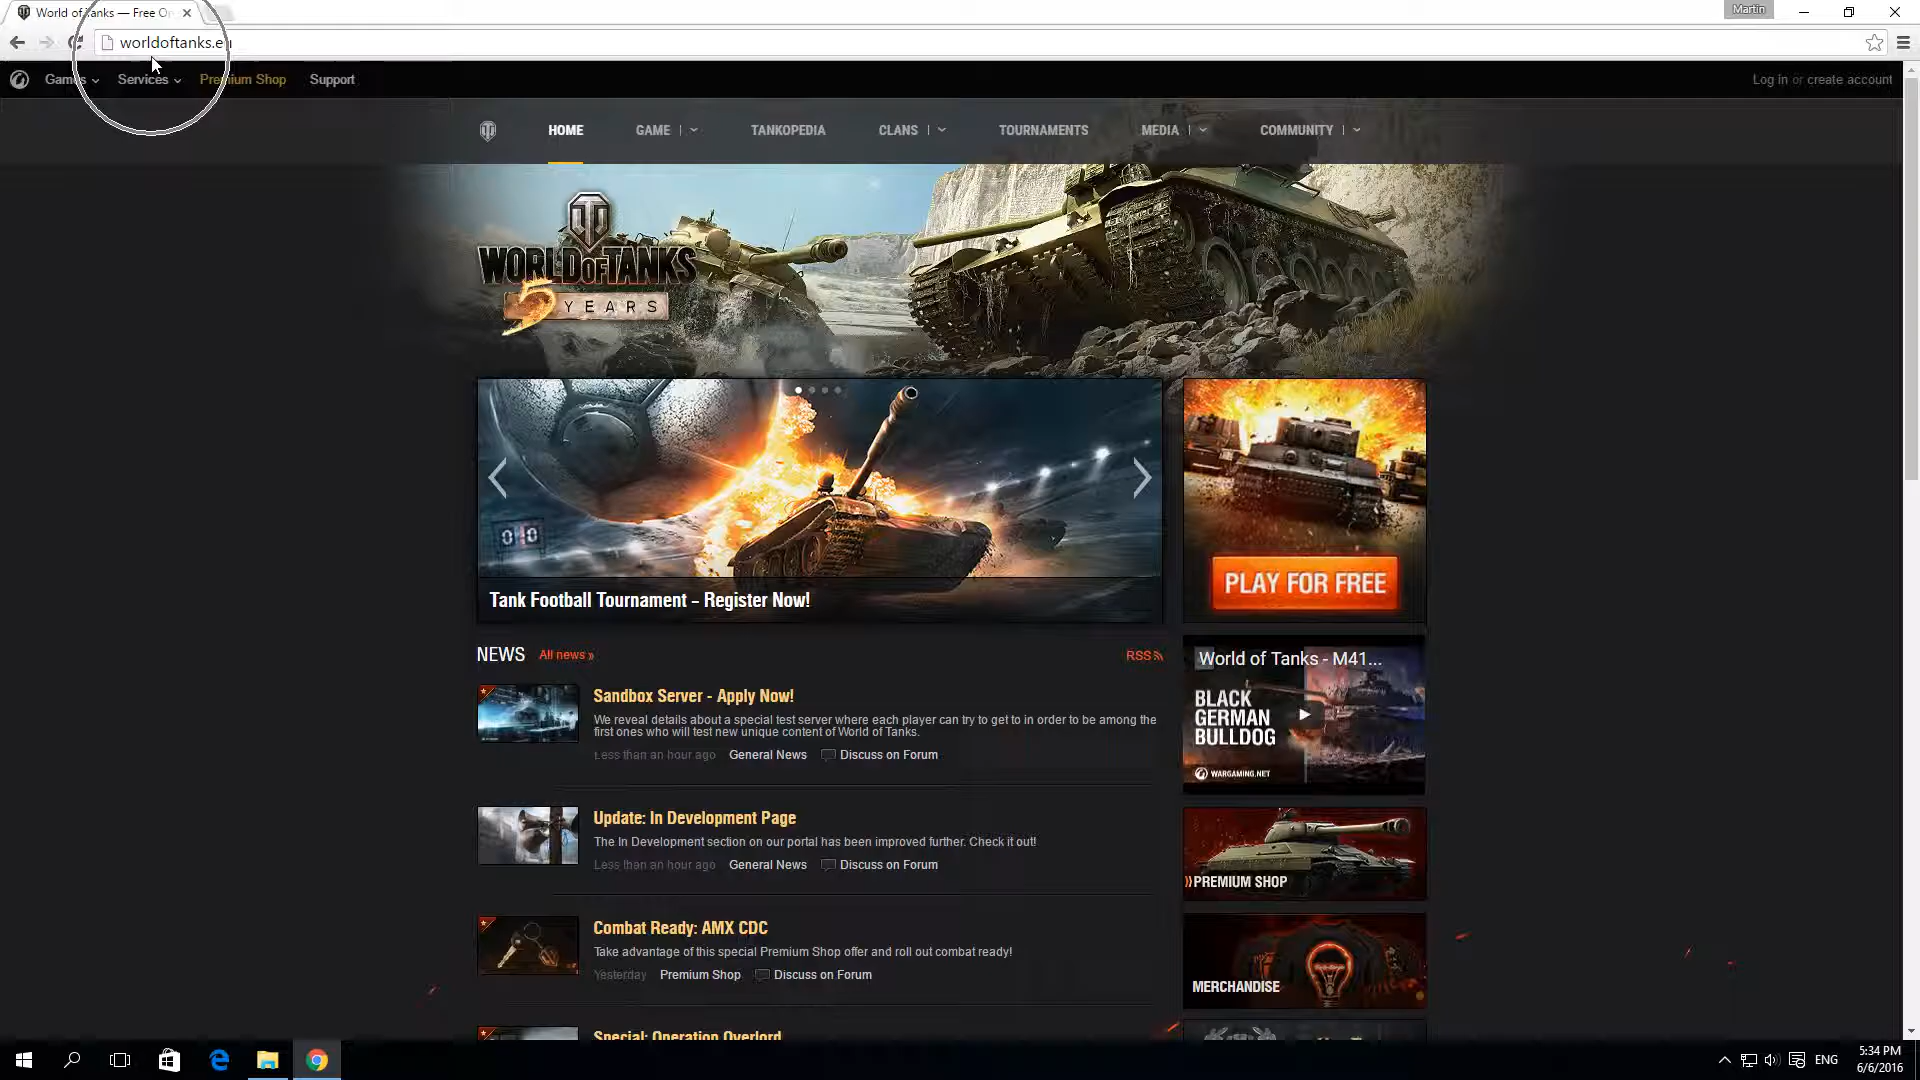 World of Tanks — Free On
Martin
worldoftanks.eu
Games
Services
Premium Shop
Support
Log in or create account
HOME
GAME
TANKOPEDIA
CLANS
TOURNAMENTS
MEDIA
COMMUNITY
WORLD OF TANKS
5 YEARS
Tank Football Tournament – Register Now!
PLAY FOR FREE
NEWS
All news »
RSS
World of Tanks - M41...
BLACK
GERMAN
BULLDOG
WARGAMING.NET
Sandbox Server - Apply Now!
We reveal details about a special test server where each player can try to get to in order to be among the
first ones who will test new unique content of World of Tanks.
Less than an hour ago General News Discuss on Forum
Update: In Development Page
The In Development section on our portal has been improved further. Check it out!
Less than an hour ago General News Discuss on Forum
PREMIUM SHOP
Combat Ready: AMX CDC
Take advantage of this special Premium Shop offer and roll out combat ready!
Yesterday Premium Shop Discuss on Forum
MERCHANDISE
Special: Operation Overlord
ENG
5:34 PM
6/6/2016